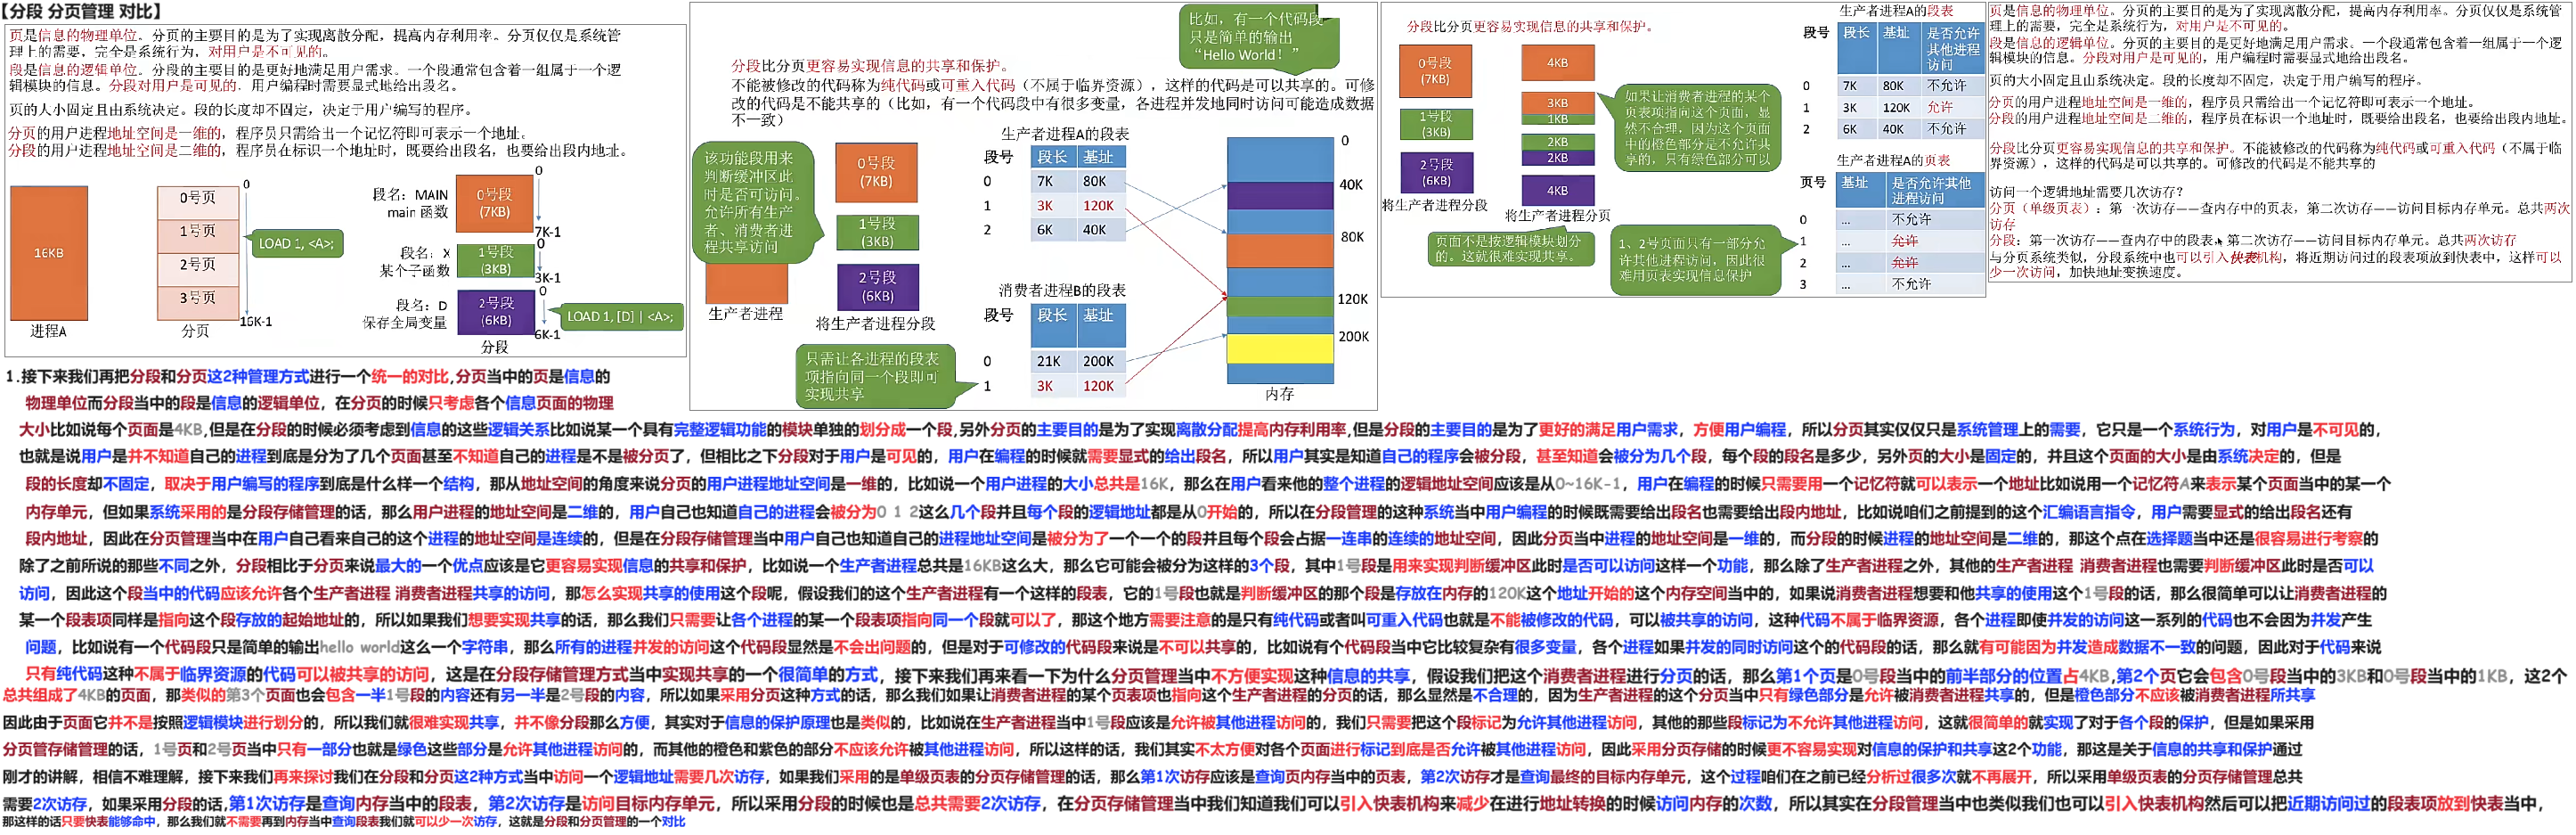 【分段 分页管理 对比】
页是信息的物理单位。分页的主要目的是为了实现离散分配，提高内存利用率。分页仅仅是系统管
理上的需要，完全是系统行为，对用户是不可见的。
段是信息的逻辑单位。分段的主要目的是更好地满足用户需求。一个段通常包含着一组属于一个逻
辑模块的信息。分段对用户是可见的，用户编程时需要显式地给出段名。
页的大小固定且由系统决定。段的长度却不固定，决定于用户编写的程序。
分页的用户进程地址空间是一维的，程序员只需给出一个记忆符即可表示一个地址。
分段的用户进程地址空间是二维的，程序员在标识一个地址时，既要给出段名，也要给出段内地址。
16KB
进程A
0号页
1号页
2号页
3号页
0
16K-1
分页
LOAD 1, <A>;
段名：MAIN
main 函数
0号段
(7KB)
0
7K-1
段名：X
某个子函数
1号段
(3KB)
0
3K-1
段名：D
保存全局变量
2号段
(6KB)
0
6K-1
分段
LOAD 1, [D] | <A>;
比如，有一个代码段
只是简单的输出
“Hello World！”
分段比分页更容易实现信息的共享和保护。
不能被修改的代码称为纯代码或可重入代码（不属于临界资源），这样的代码是可以共享的。可修
改的代码是不能共享的（比如，有一个代码段中有很多变量，各进程并发地同时访问可能造成数据
不一致）
该功能段用来
判断缓冲区此
时是否可访问。
允许所有生产
者、消费者进
程共享访问
生产者进程
0号段
(7KB)
1号段
(3KB)
2号段
(6KB)
将生产者进程分段
生产者进程A的段表
段号 段长 基址
0 7K 80K
1 3K 120K
2 6K 40K
消费者进程B的段表
段号 段长 基址
0 21K 200K
1 3K 120K
只需让各进程的段表
项指向同一个段即可
实现共享
0
40K
80K
120K
200K
内存
分段比分页更容易实现信息的共享和保护。
0号段
(7KB)
1号段
(3KB)
2号段
(6KB)
将生产者进程分段
4KB
3KB
1KB
2KB
2KB
4KB
将生产者进程分页
如果让消费者进程的某个
页表项指向这个页面，显
然不合理，因为这个页面
中的橙色部分是不允许共
享的，只有绿色部分可以
页面不是按逻辑模块划分
的。这就很难实现共享。
1、2号页面只有一部分允
许其他进程访问，因此很
难用页表实现信息保护
生产者进程A的段表
段号 段长 基址 是否允许
其他进程
访问
0 7K 80K 不允许
1 3K 120K 允许
2 6K 40K 不允许
生产者进程A的页表
页号 基址 是否允许其他
进程访问
0 ... 不允许
1 ... 允许
2 ... 允许
3 ... 不允许
页是信息的物理单位。分页的主要目的是为了实现离散分配，提高内存利用率。分页仅仅是系统管
理上的需要，完全是系统行为，对用户是不可见的。
段是信息的逻辑单位。分页的主要目的是更好地满足用户需求。一个段通常包含着一组属于一个逻
辑模块的信息。分段对用户是可见的，用户编程时需要显式地给出段名。
页的大小固定且由系统决定。段的长度却不固定，决定于用户编写的程序。
分页的用户进程地址空间是一维的，程序员只需给出一个记忆符即可表示一个地址。
分段的用户进程地址空间是二维的，程序员在标识一个地址时，既要给出段名，也要给出段内地址。
分段比分页更容易实现信息的共享和保护。不能被修改的代码称为纯代码或可重入代码（不属于临
界资源），这样的代码是可以共享的。可修改的代码是不能共享的
访问一个逻辑地址需要几次访存？
分页（单级页表）：第一次访存——查内存中的页表，第二次访存——访问目标内存单元。总共两次
访存
分段：第一次访存——查内存中的段表，第二次访存——访问目标内存单元。总共两次访存
与分页系统类似，分段系统中也可以引入快表机构，将近期访问过的段表项放到快表中，这样可以
少一次访问，加快地址变换速度。
1.接下来我们再把分段和分页这2种管理方式进行一个统一的对比,分页当中的页是信息的
物理单位而分段当中的段是信息的逻辑单位，在分页的时候只考虑各个信息页面的物理
大小比如说每个页面是4KB,但是在分段的时候必须考虑到信息的这些逻辑关系比如说某一个具有完整逻辑功能的模块单独的划分成一个段,另外分页的主要目的是为了实现离散分配提高内存利用率,但是分段的主要目的是为了更好的满足用户需求，方便用户编程，所以分页其实仅仅只是系统管理上的需要，它只是一个系统行为，对用户是不可见的，
也就是说用户是并不知道自己的进程到底是分为了几个页面甚至不知道自己的进程是不是被分页了，但相比之下分段对于用户是可见的，用户在编程的时候就需要显式的给出段名，所以用户其实是知道自己的程序会被分段，甚至知道会被分为几个段，每个段的段名是多少，另外页的大小是固定的，并且这个页面的大小是由系统决定的，但是
段的长度却不固定，取决于用户编写的程序到底是什么样一个结构，那从地址空间的角度来说分页的用户进程地址空间是一维的，比如说一个用户进程的大小总共是16K，那么在用户看来他的整个进程的逻辑地址空间应该是从0~16K-1，用户在编程的时候只需要用一个记忆符就可以表示一个地址比如说用一个记忆符A来表示某个页面当中的某一个
内存单元，但如果系统采用的是分段存储管理的话，那么用户进程的地址空间是二维的，用户自己也知道自己的进程会被分为0 1 2这么几个段并且每个段的逻辑地址都是从0开始的，所以在分段管理的这种系统当中用户编程的时候既需要给出段名也需要给出段内地址，比如说咱们之前提到的这个汇编语言指令，用户需要显式的给出段名还有
段内地址，因此在分页管理当中在用户自己看来自己的这个进程的地址空间是连续的，但是在分段存储管理当中用户自己也知道自己的进程地址空间是被分为了一个一个的段并且每个段会占据一连串的连续的地址空间，因此分页当中进程的地址空间是一维的，而分段的时候进程的地址空间是二维的，那这个点在选择题当中还是很容易进行考察的
除了之前所说的那些不同之外，分段相比于分页来说最大的一个优点应该是它更容易实现信息的共享和保护，比如说一个生产者进程总共是16KB这么大，那么它可能会被分为这样的3个段，其中1号段是用来实现判断缓冲区此时是否可以访问这样一个功能，那么除了生产者进程之外，其他的生产者进程 消费者进程也需要判断缓冲区此时是否可以
访问，因此这个段当中的代码应该允许各个生产者进程 消费者进程共享的访问，那怎么实现共享的使用这个段呢，假设我们的这个生产者进程有一个这样的段表，它的1号段也就是判断缓冲区的那个段是存放在内存的120K这个地址开始的这个内存空间当中的，如果说消费者进程想要和他共享的使用这个1号段的话，那么很简单可以让消费者进程的
某一个段表项同样是指向这个段存放的起始地址的，所以如果我们想要实现共享的话，那么我们只需要让各个进程的某一个段表项指向同一个段就可以了，那这个地方需要注意的是只有纯代码或者叫可重入代码也就是不能被修改的代码，可以被共享的访问，这种代码不属于临界资源，各个进程即使并发的访问这一系列的代码也不会因为并发产生
问题，比如说有一个代码段只是简单的输出hello world这么一个字符串，那么所有的进程并发的访问这个代码段显然是不会出问题的，但是对于可修改的代码段来说是不可以共享的，比如说有个代码段当中它比较复杂有很多变量，各个进程如果并发的同时访问这个的代码段的话，那么就有可能因为并发造成数据不一致的问题，因此对于代码来说
只有纯代码这种不属于临界资源的代码可以被共享的访问，这是在分段存储管理方式当中实现共享的一个很简单的方式，接下来我们再来看一下为什么分页管理当中不方便实现这种信息的共享，假设我们把这个消费者进程进行分页的话，那么第1个页是0号段当中的前半部分的位置占4KB,第2个页它会包含0号段当中的3KB和0号段当中的1KB，这2个
总共组成了4KB的页面，那类似的第3个页面也会包含一半1号段的内容还有另一半是2号段的内容，所以如果采用分页这种方式的话，那么我们如果让消费者进程的某个页表项也指向这个生产者进程的分页的话，那么显然是不合理的，因为生产者进程的这个分页当中只有绿色部分是允许被消费者进程共享的，但是橙色部分不应该被消费者进程所共享
因此由于页面它并不是按照逻辑模块进行划分的，所以我们就很难实现共享，并不像分段那么方便，其实对于信息的保护原理也是类似的，比如说在生产者进程当中1号段应该是允许被其他进程访问的，我们只需要把这个段标记为允许其他进程访问，其他的那些段标记为不允许其他进程访问，这就很简单的就实现了对于各个段的保护，但是如果采用
分页管存储管理的话，1号页和2号页当中只有一部分也就是绿色这些部分是允许其他进程访问的，而其他的橙色和紫色的部分不应该允许被其他进程访问，所以这样的话，我们其实不太方便对各个页面进行标记到底是否允许被其他进程访问，因此采用分页存储的时候更不容易实现对信息的保护和共享这2个功能，那这是关于信息的共享和保护通过
刚才的讲解，相信不难理解，接下来我们再来探讨我们在分段和分页这2种方式当中访问一个逻辑地址需要几次访存，如果我们采用的是单级页表的分页存储管理的话，那么第1次访存应该是查询页内存当中的页表，第2次访存才是查询最终的目标内存单元，这个过程咱们在之前已经分析过很多次就不再展开，所以采用单级页表的分页存储管理总共
需要2次访存，如果采用分段的话,第1次访存是查询内存当中的段表，第2次访存是访问目标内存单元，所以采用分段的时候也是总共需要2次访存，在分页存储管理当中我们知道我们可以引入快表机构来减少在进行地址转换的时候访问内存的次数，所以其实在分段管理当中也类似我们也可以引入快表机构然后可以把近期访问过的段表项放到快表当中，
那这样的话只要快表能够命中，那么我们就不需要再到内存当中查询段表我们就可以少一次访存，这就是分段和分页管理的一个对比